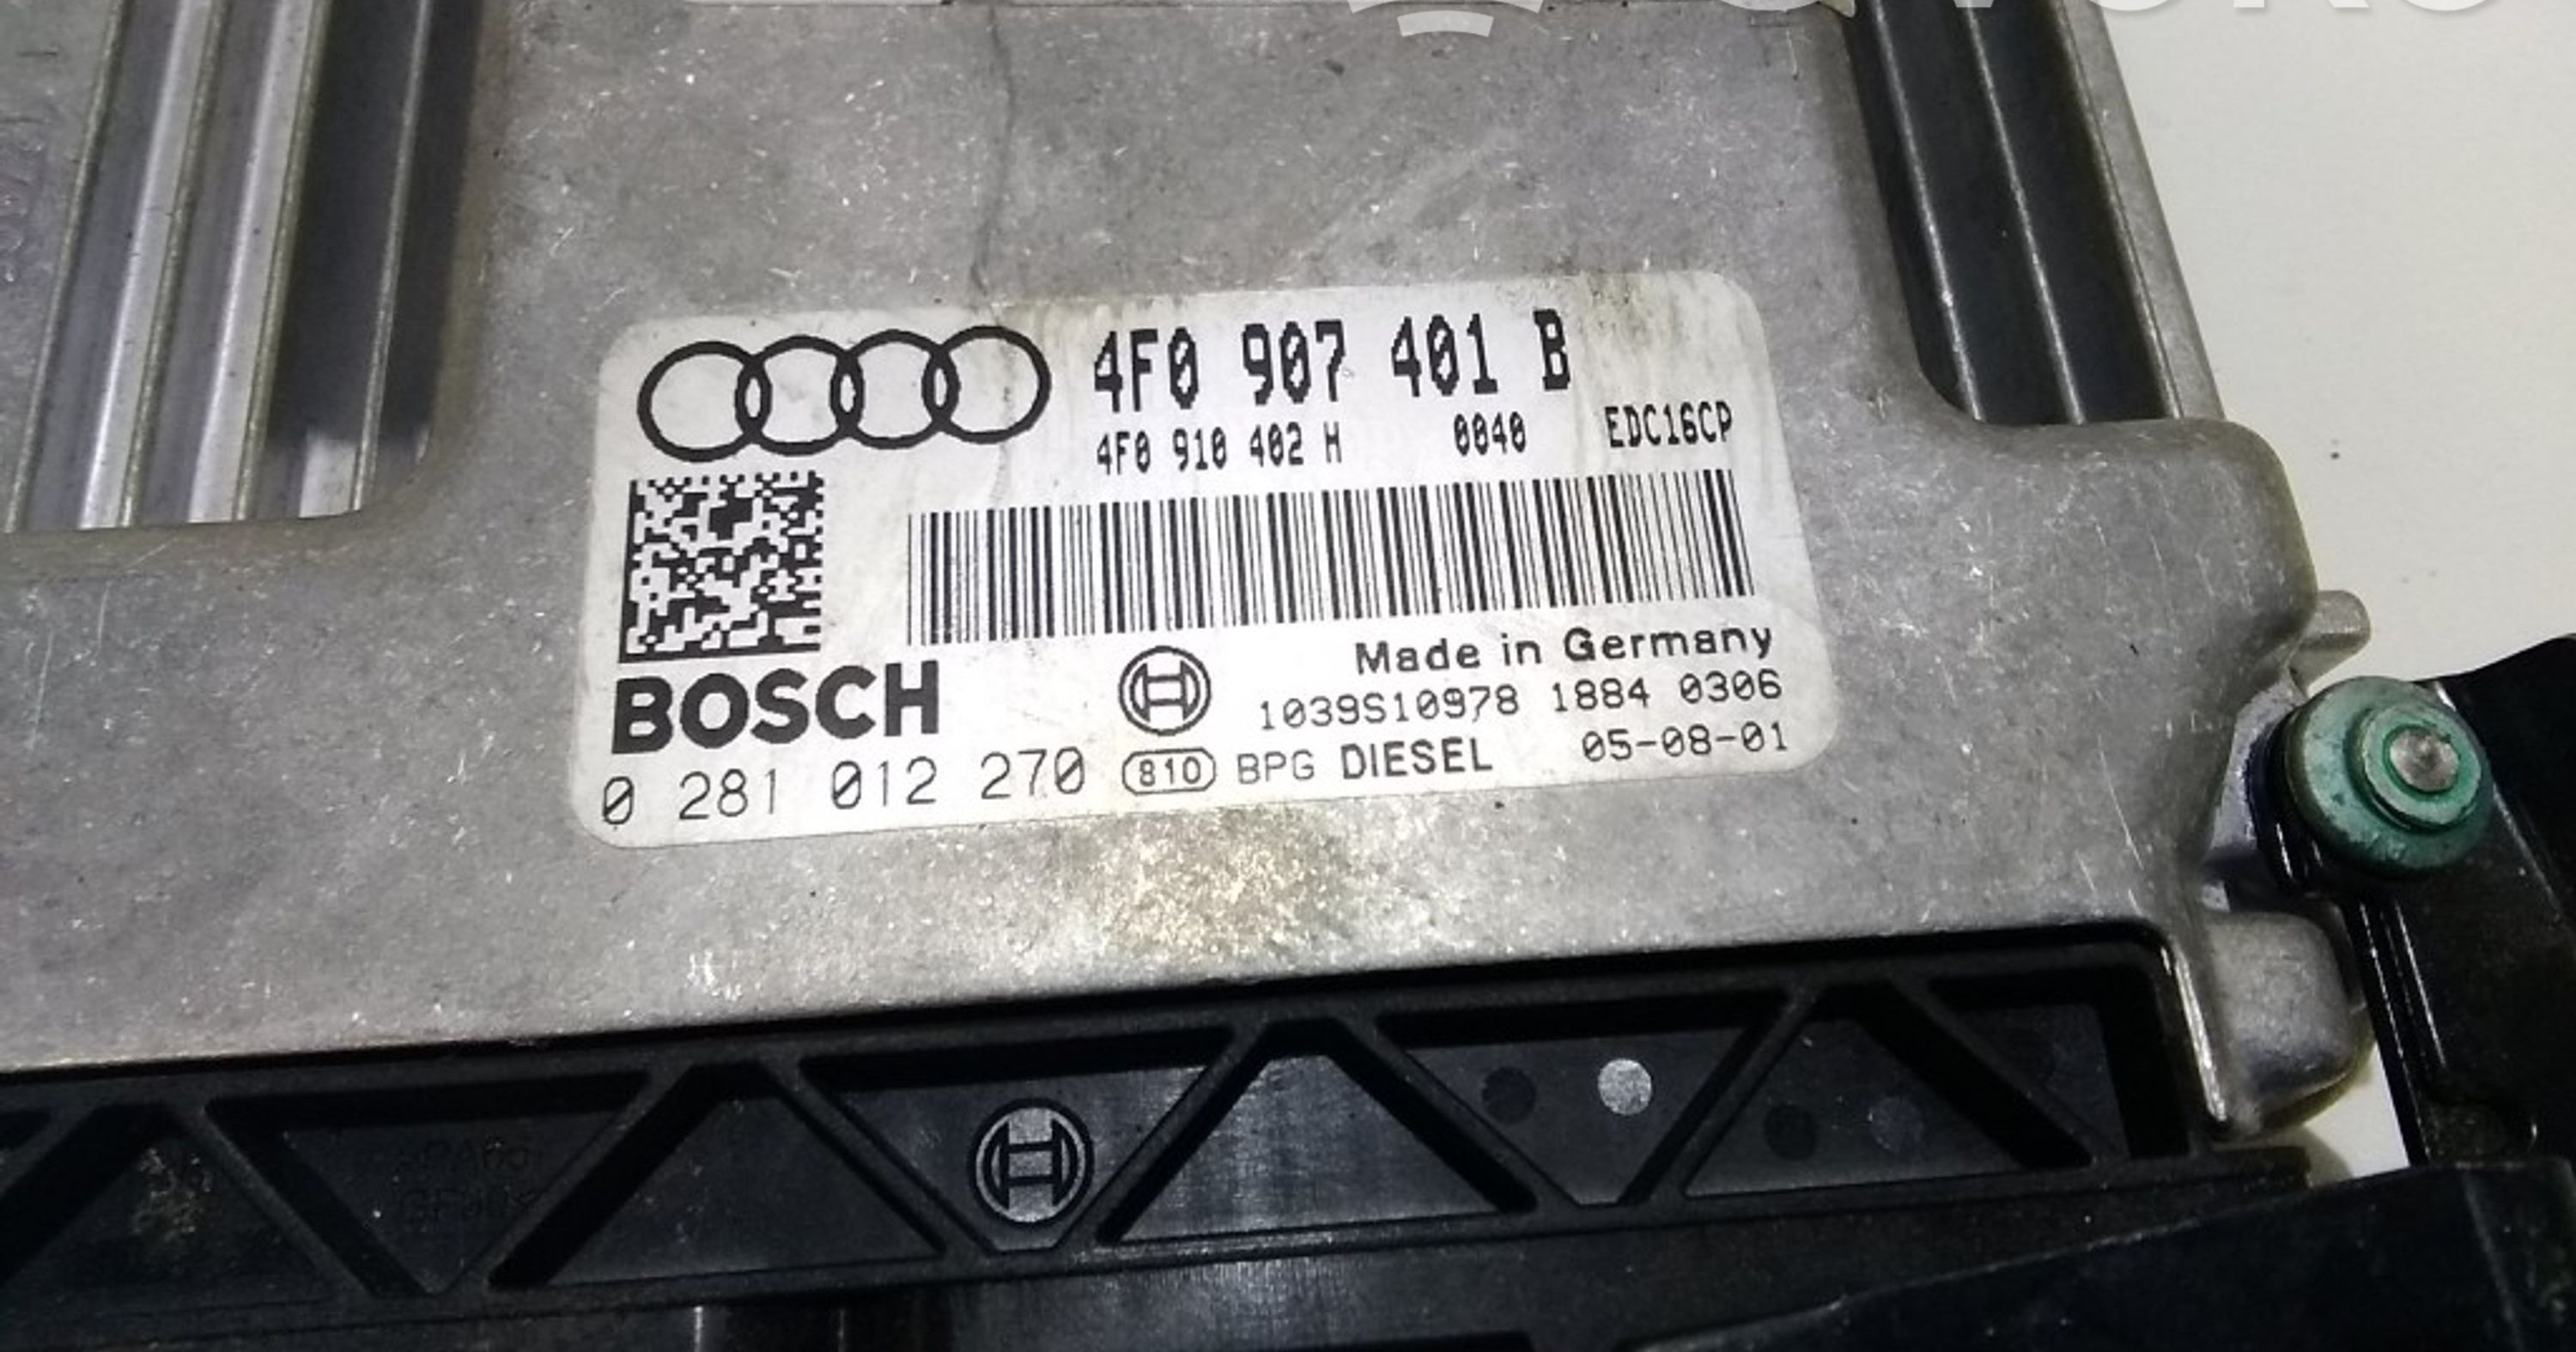 4F0 907 401 B
4F0 910 402 H 0040 EDC16CP
Made in Germany
BOSCH
1039S10978 1884 0306
0 281 012 270 810 BPG DIESEL 05-08-01